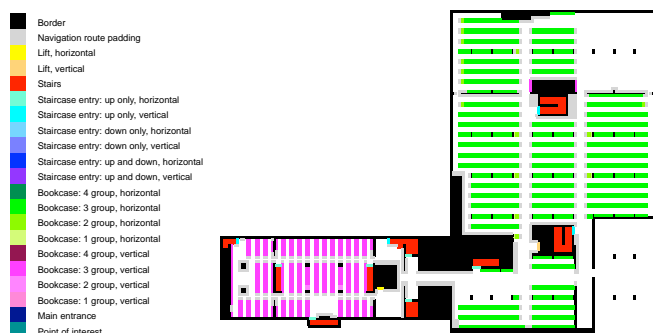 Border
Navigation route padding
Lift, horizontal
Lift, vertical
Stairs
Staircase entry: up only, horizontal
Staircase entry: up only, vertical
Staircase entry: down only, horizontal
Staircase entry: down only, vertical
Staircase entry: up and down, horizontal
Staircase entry: up and down, vertical
Bookcase: 4 group, horizontal
Bookcase: 3 group, horizontal
Bookcase: 2 group, horizontal
Bookcase: 1 group, horizontal
Bookcase: 4 group, vertical
Bookcase: 3 group, vertical
Bookcase: 2 group, vertical
Bookcase: 1 group, vertical
Main entrance
Point of interest